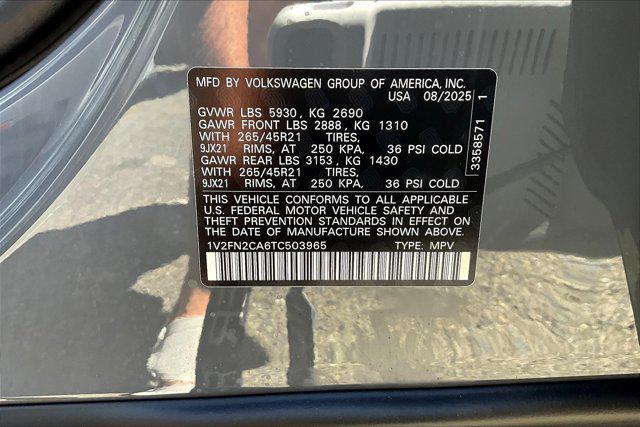 MFD BY VOLKSWAGEN GROUP OF AMERICA, INC.
USA 08/2025
GVWR LBS 5930 , KG 2690
GAWR FRONT LBS 2888 , KG 1310
WITH 265/45R21 TIRES,
9JX21 RIMS, AT 250 KPA, 36 PSI COLD
GAWR REAR LBS 3153 , KG 1430
WITH 265/45R21 TIRES,
9JX21 RIMS, AT 250 KPA, 36 PSI COLD
THIS VEHICLE CONFORMS TO ALL APPLICABLE
U.S. FEDERAL MOTOR VEHICLE SAFETY AND
THEFT PREVENTION STANDARDS IN EFFECT ON
THE DATE OF MANUFACTURE SHOWN ABOVE.
1V2FN2CA6TC503965 TYPE: MPV
3358571 1